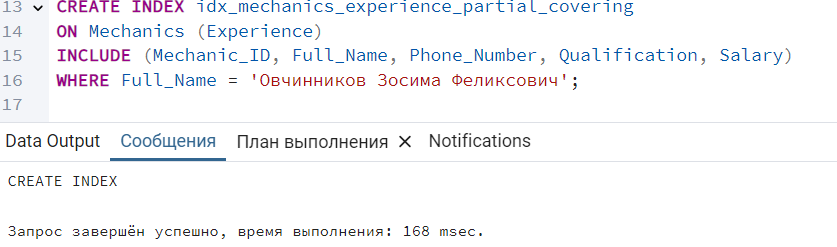 13 CREATE INDEX idx_mechanics_experience_partial_covering
14 ON Mechanics (Experience)
15 INCLUDE (Mechanic_ID, Full_Name, Phone_Number, Qualification, Salary)
16 WHERE Full_Name = 'Овчинников Зосима Феликсович';
17
Data Output Сообщения План выполнения × Notifications
CREATE INDEX
Запрос завершён успешно, время выполнения: 168 msec.